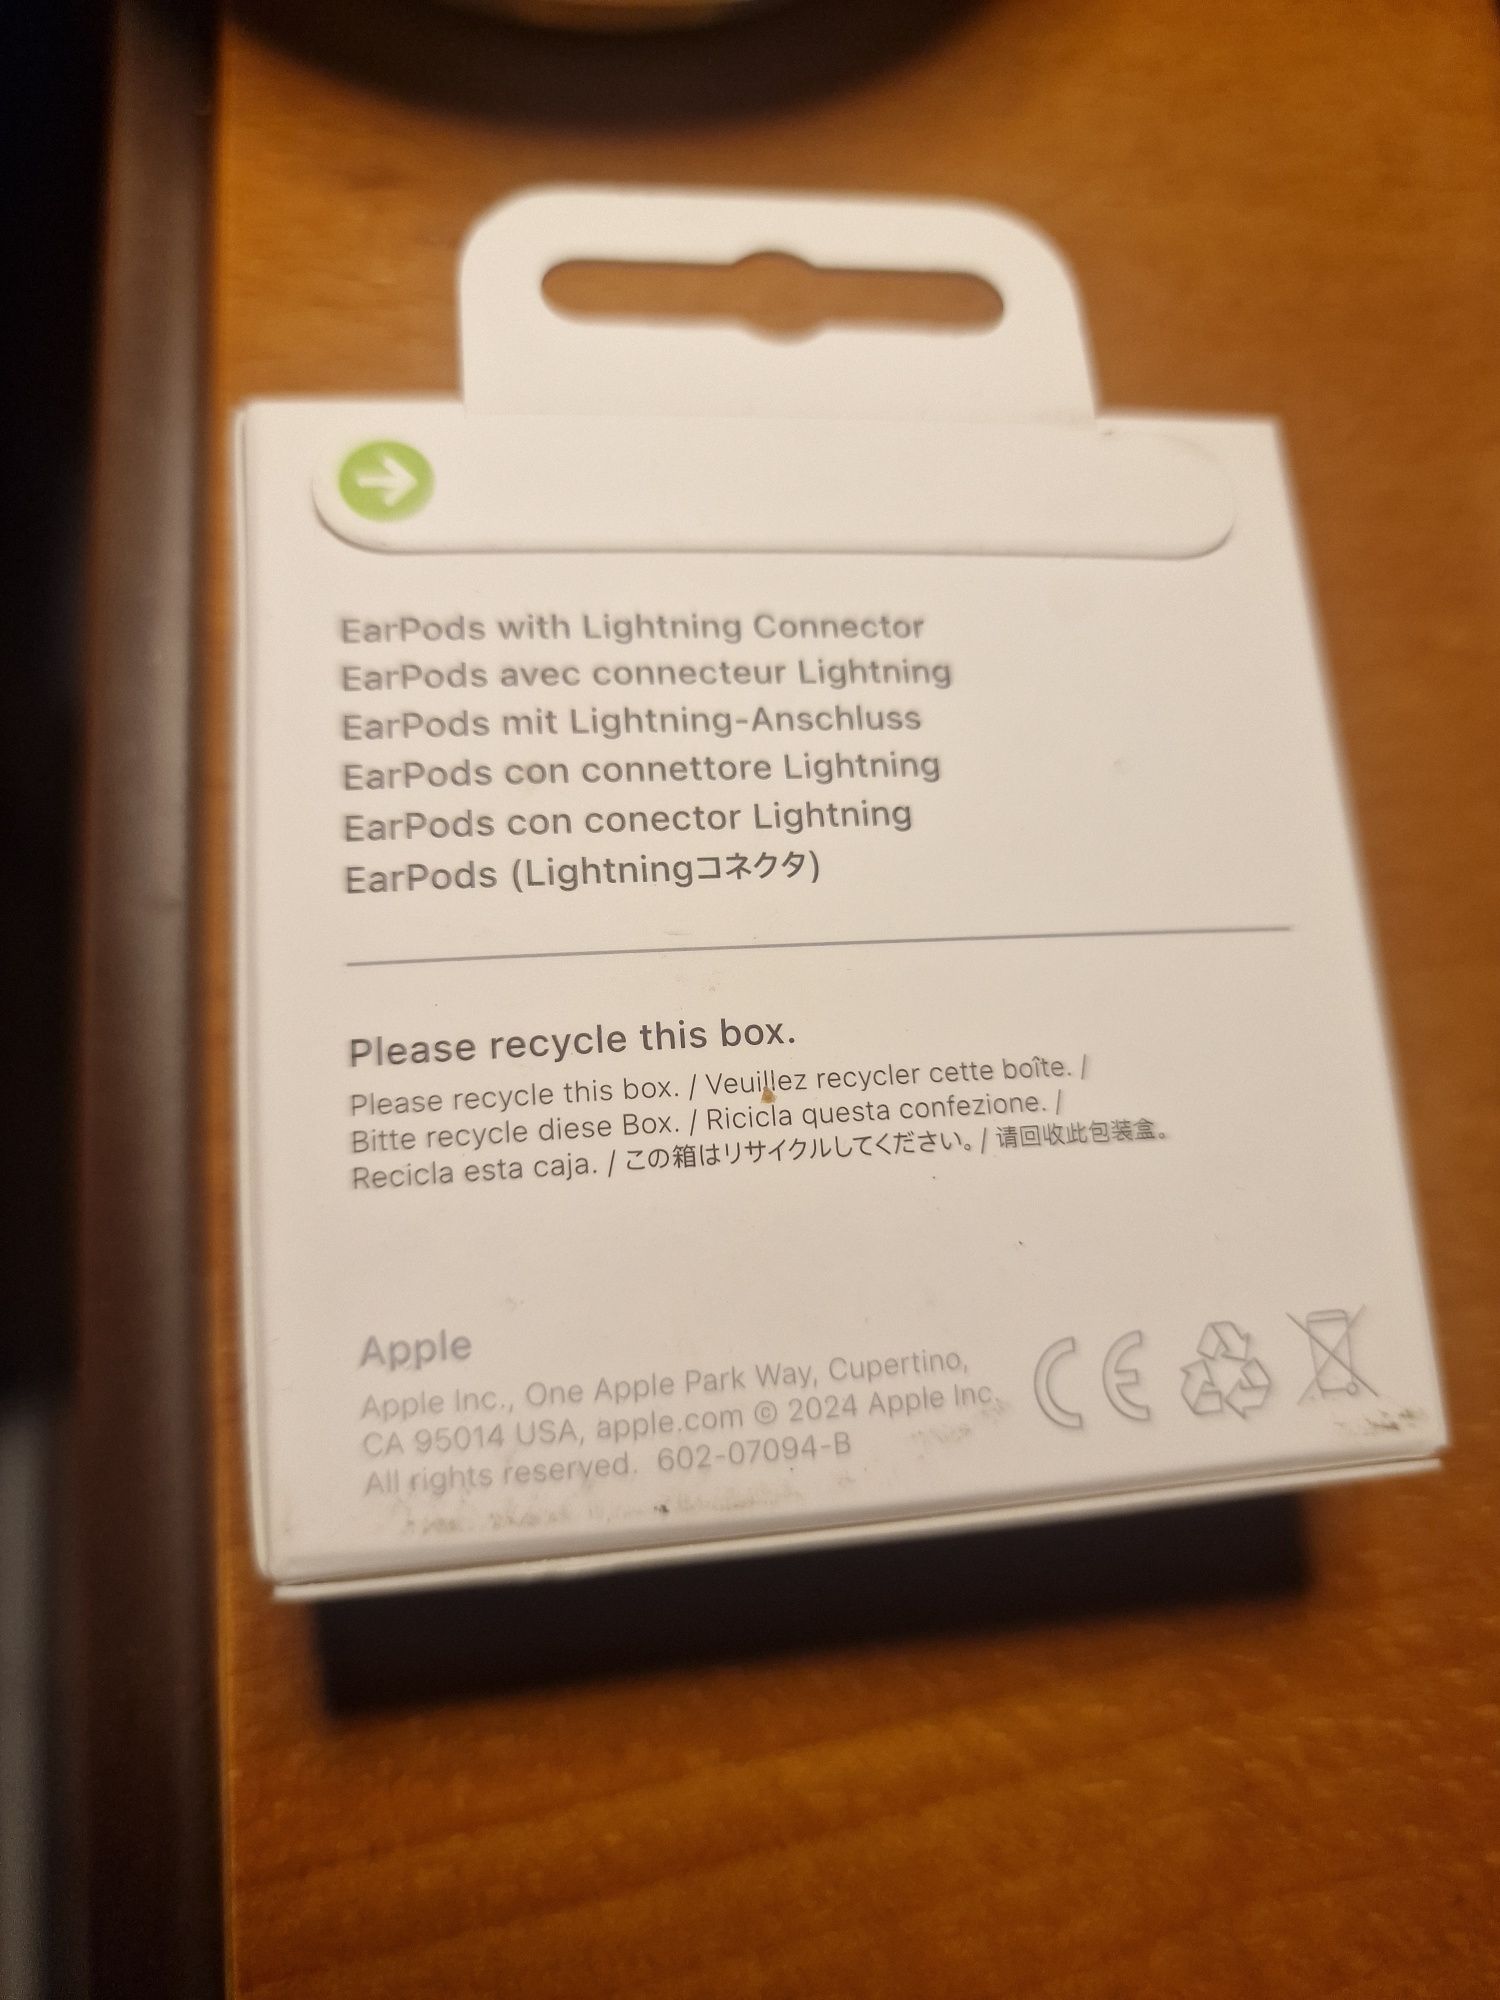 EarPods with Lightning Connector
EarPods avec connecteur Lightning
EarPods mit Lightning-Anschluss
EarPods con connettore Lightning
EarPods con conector Lightning
EarPods (Lightningコネクタ)
Please recycle this box.
Please recycle this box. / Veuillez recycler cette boîte. /
Bitte recycle diese Box. / Ricicla questa confezione. /
Recicla esta caja. / この箱はリサイクルしてください。/ 请回收此包装盒。
Apple
Apple Inc., One Apple Park Way, Cupertino,
CA 95014 USA, apple.com © 2024 Apple Inc.
All rights reserved. 602-07094-B
CE